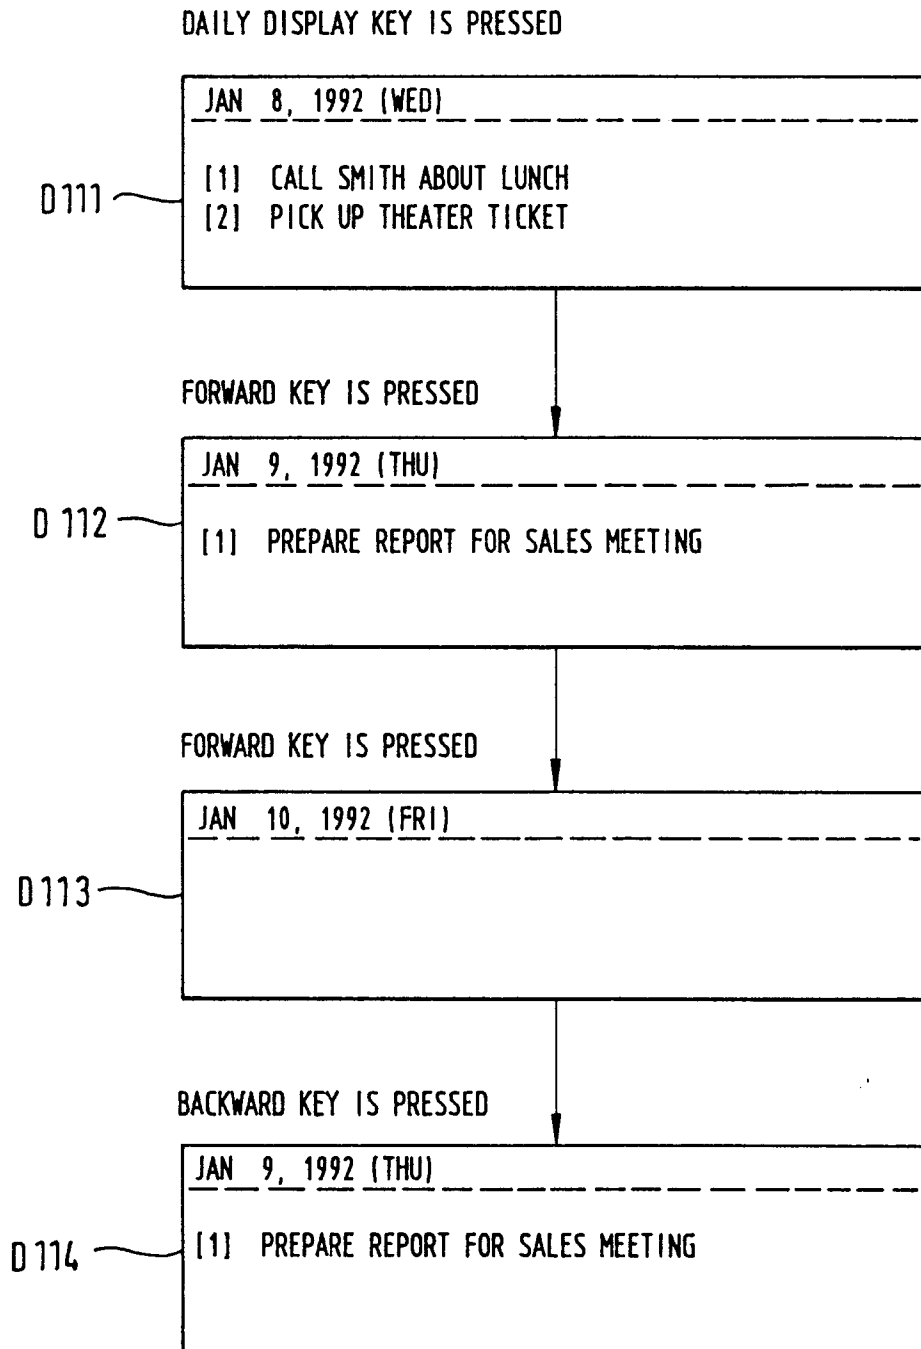 DAILY DISPLAY KEY IS PRESSED
JAN 8, 1992 (WED)
D111
[1] CALL SMITH ABOUT LUNCH
[2] PICK UP THEATER TICKET
FORWARD KEY IS PRESSED
JAN 9, 1992 (THU)
D 112
[1] PREPARE REPORT FOR SALES MEETING
FORWARD KEY IS PRESSED
JAN 10, 1992 (FRI)
D113
BACKWARD KEY IS PRESSED
JAN 9, 1992 (THU)
D 114
[1] PREPARE REPORT FOR SALES MEETING